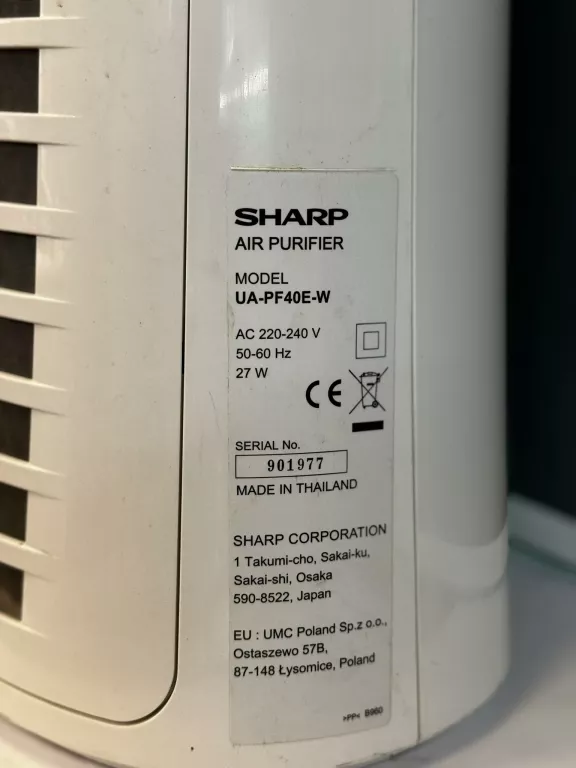 SHARP
AIR PURIFIER
MODEL
UA-PF40E-W
AC 220-240 V
50-60 Hz
27 W
CE
SERIAL No.
901977
MADE IN THAILAND
SHARP CORPORATION
1 Takumi-cho, Sakai-ku,
Sakai-shi, Osaka
590-8522, Japan
EU : UMC Poland Sp.z o.o.,
Ostaszewo 57B,
87-148 Łysomice, Poland
>PP< B960